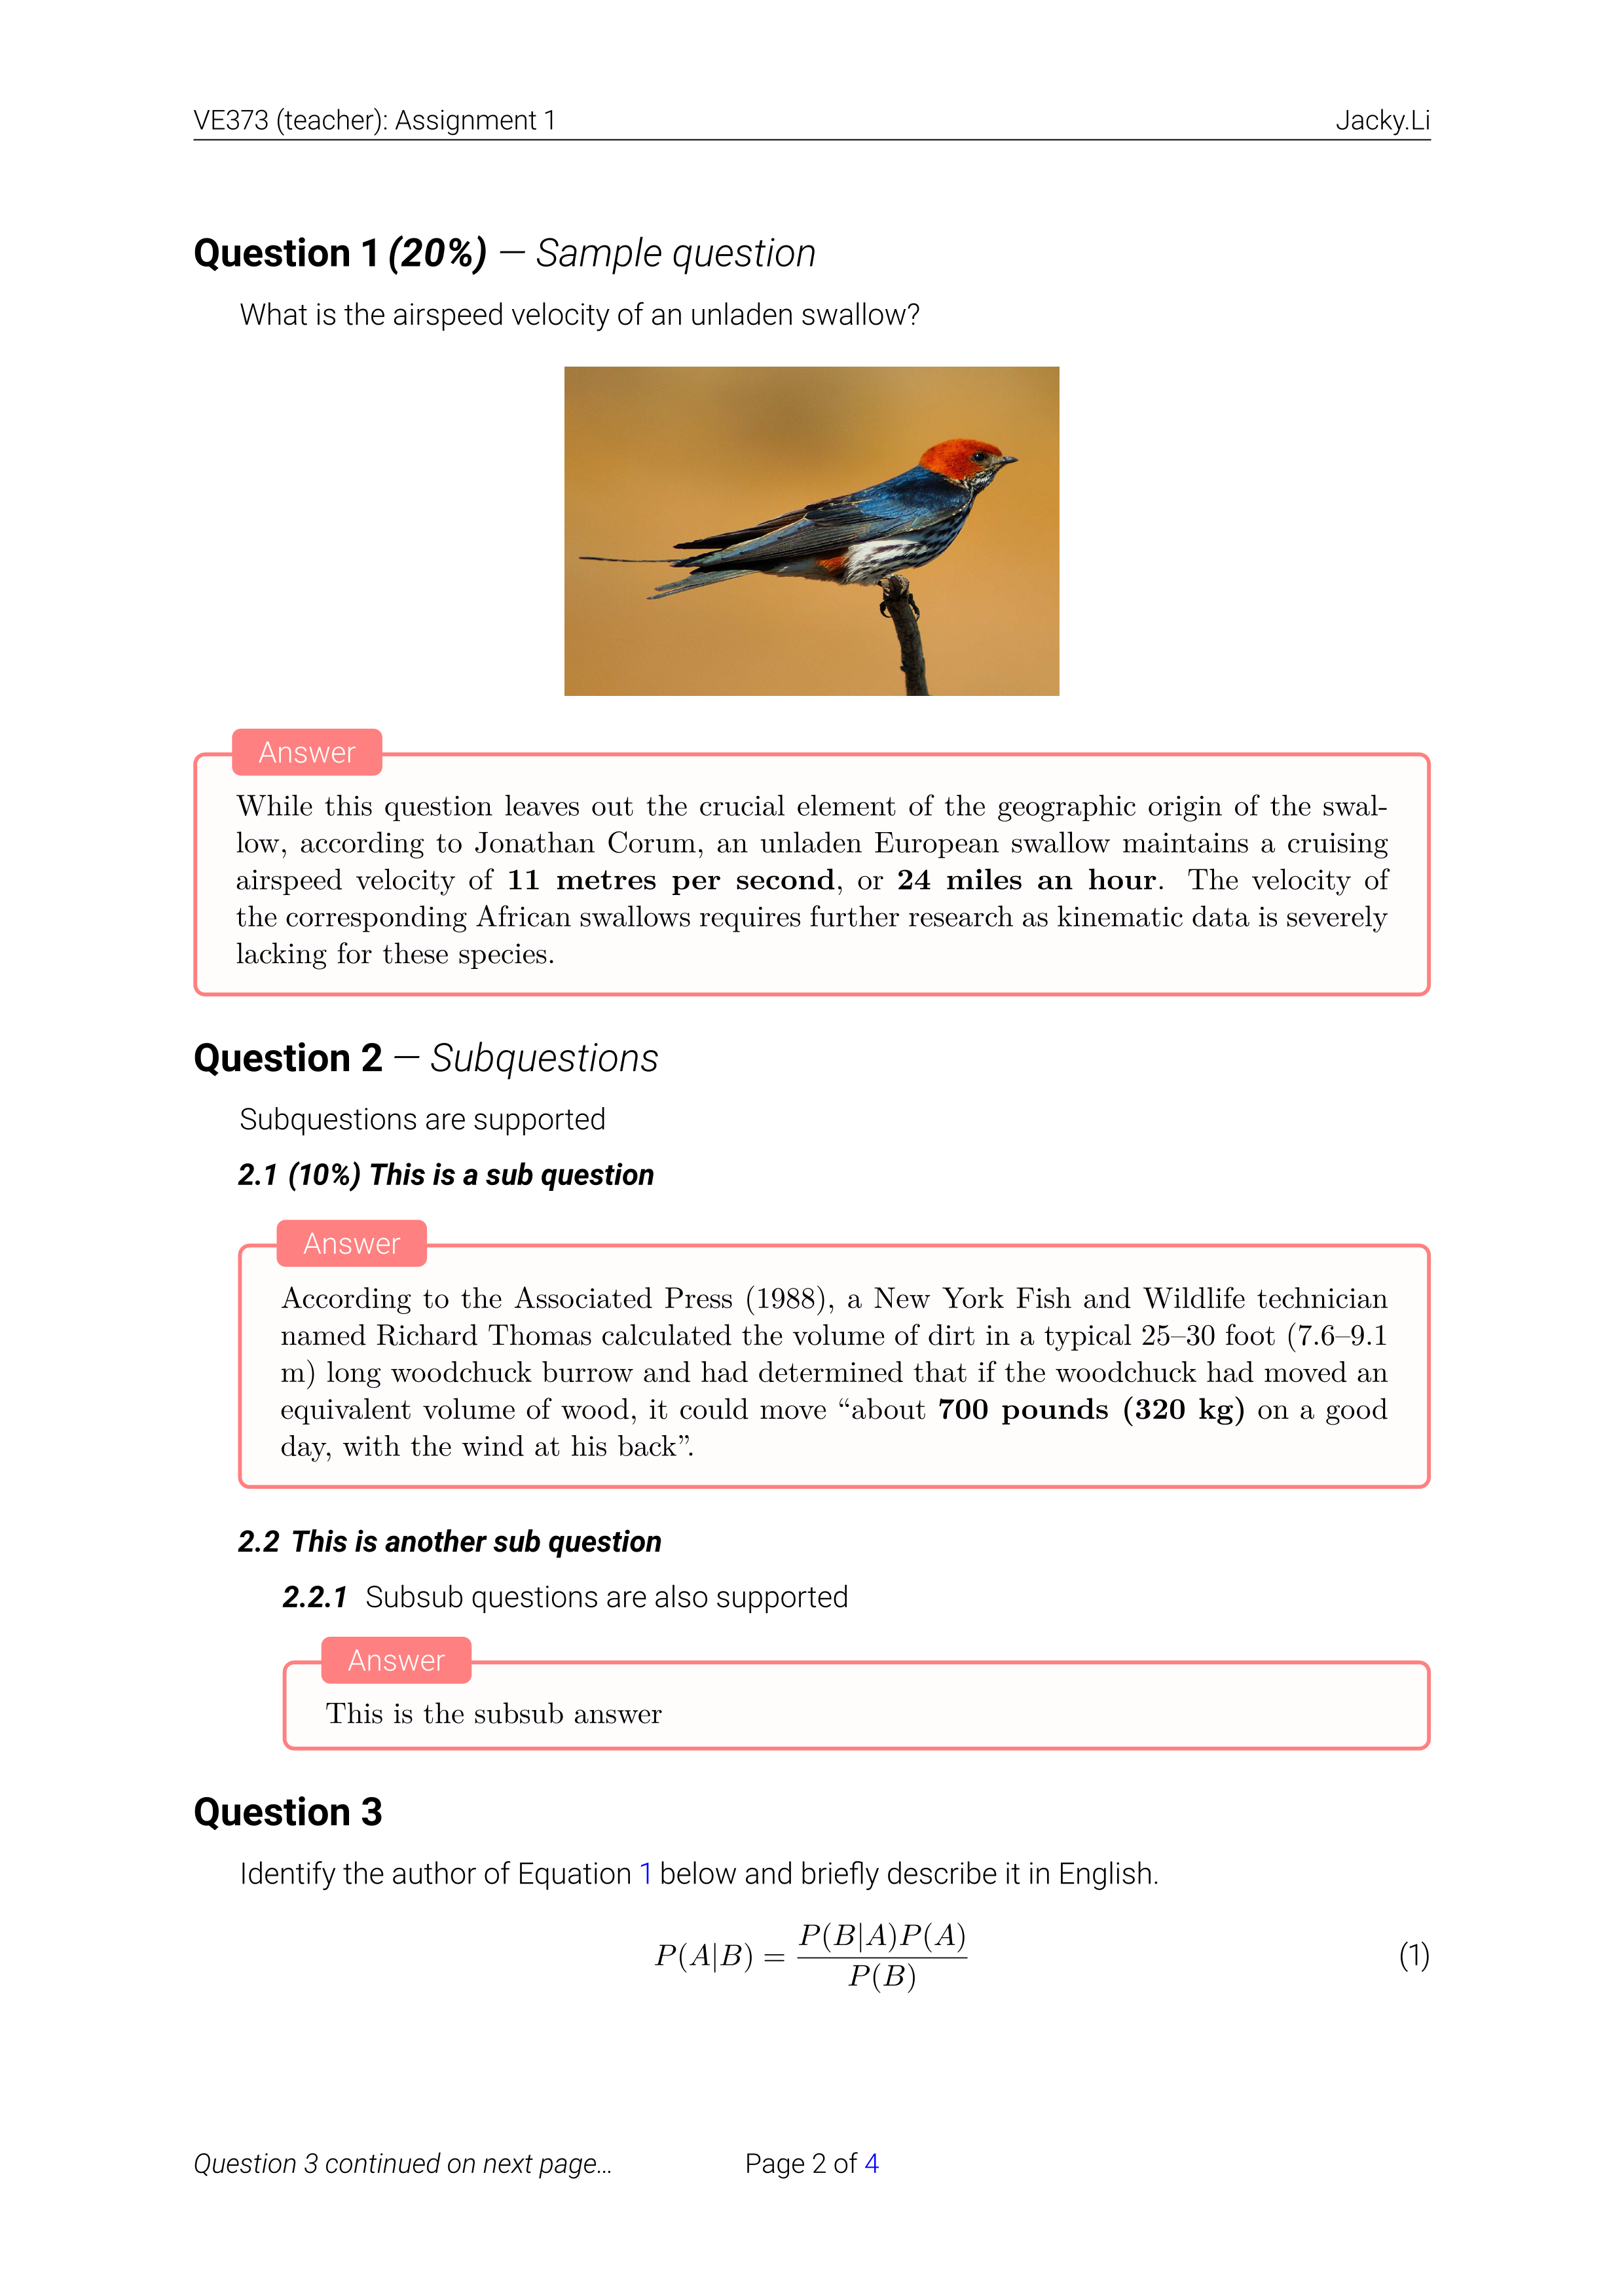 VE373 (teacher): Assignment 1 Jacky.Li
Question 1 (20%) — Sample question
What is the airspeed velocity of an unladen swallow?
Answer
While this question leaves out the crucial element of the geographic origin of the swal-
low, according to Jonathan Corum, an unladen European swallow maintains a cruising
airspeed velocity of 11 metres per second, or 24 miles an hour. The velocity of
the corresponding African swallows requires further research as kinematic data is severely
lacking for these species.
Question 2 — Subquestions
Subquestions are supported
2.1 (10%) This is a sub question
Answer
According to the Associated Press (1988), a New York Fish and Wildlife technician
named Richard Thomas calculated the volume of dirt in a typical 25–30 foot (7.6–9.1
m) long woodchuck burrow and had determined that if the woodchuck had moved an
equivalent volume of wood, it could move “about 700 pounds (320 kg) on a good
day, with the wind at his back”.
2.2 This is another sub question
2.2.1 Subsub questions are also supported
Answer
This is the subsub answer
Question 3
Identify the author of Equation 1 below and briefly describe it in English.
P(A|B) = P(B|A)P(A) / P(B) (1)
Question 3 continued on next page... Page 2 of 4